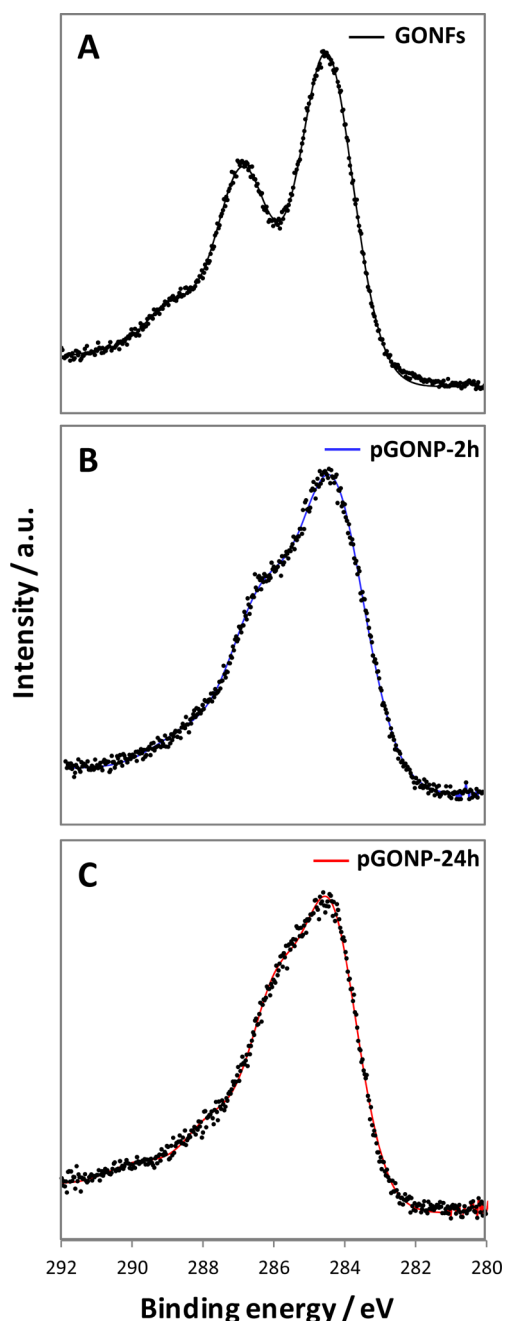 A
GONFs
B
pGONP-2h
Intensity / a.u.
C
pGONP-24h
292 290 288 286 284 282 280
Binding energy / eV